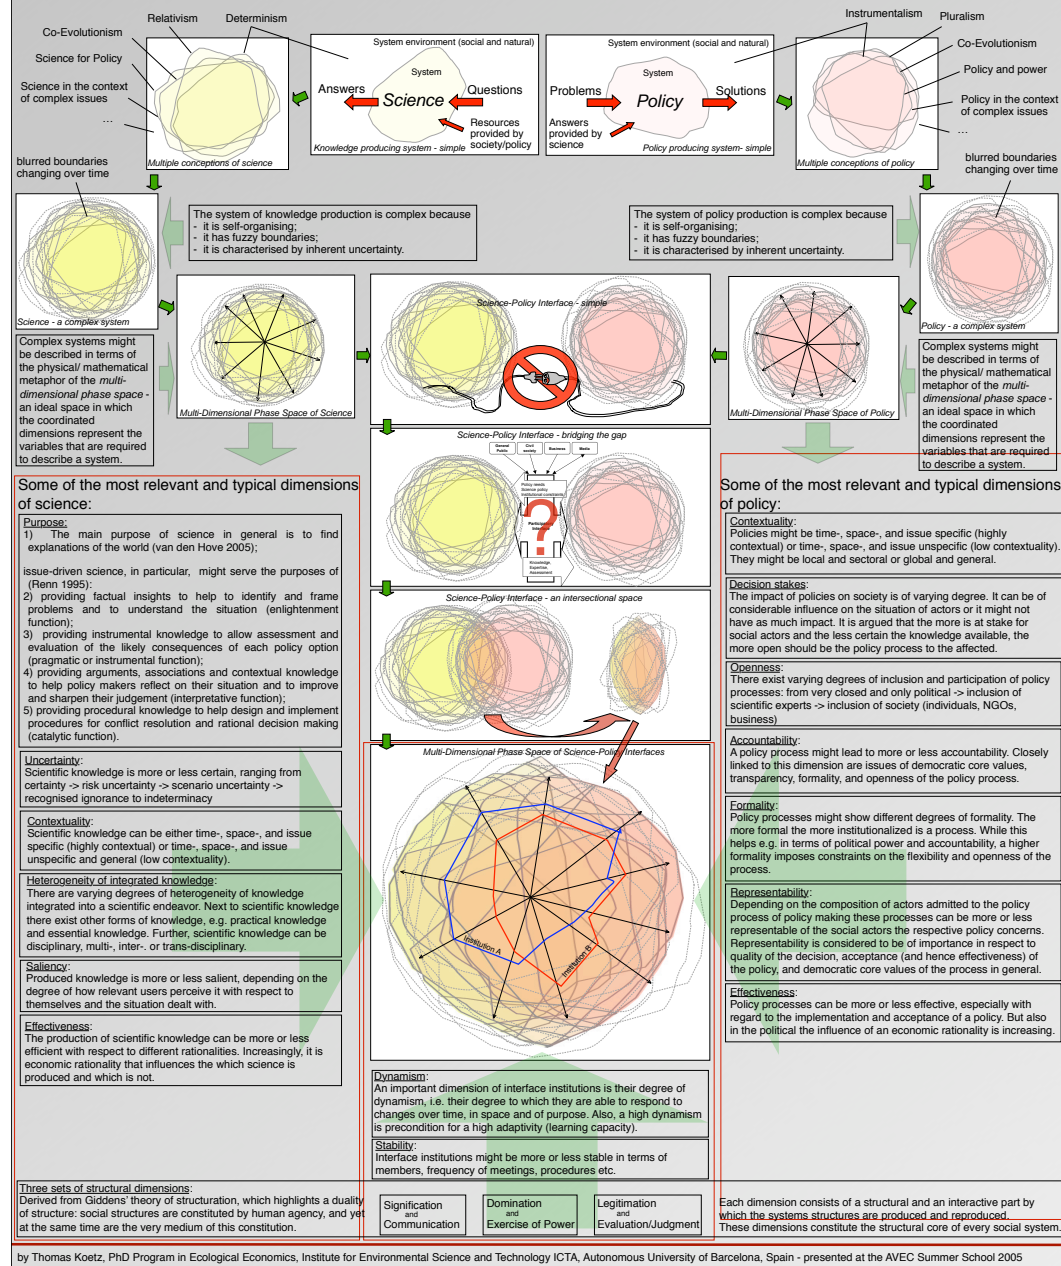 Relativism
Determinism
Co-Evolutionism
Science for Policy
Science in the context
of complex issues
...
Multiple conceptions of science
System environment (social and natural)
System
Answers
Science
Questions
Resources
provided by
society/policy
Knowledge producing system - simple
System environment (social and natural)
System
Problems
Policy
Solutions
Answers
provided by
science
Policy producing system- simple
Instrumentalism
Pluralism
Co-Evolutionism
Policy and power
Policy in the context
of complex issues
...
Multiple conceptions of policy
blurred boundaries
changing over time
Science - a complex system
The system of knowledge production is complex because
- it is self-organising;
- it has fuzzy boundaries;
- it is characterised by inherent uncertainty.
The system of policy production is complex because
- it is self-organising;
- it has fuzzy boundaries;
- it is characterised by inherent uncertainty.
blurred boundaries
changing over time
Policy - a complex system
Complex systems might
be described in terms of
the physical/ mathematical
metaphor of the multi-
dimensional phase space -
an ideal space in which
the coordinated
dimensions represent the
variables that are required
to describe a system.
Multi-Dimensional Phase Space of Science
Science-Policy Interface - simple
Multi-Dimensional Phase Space of Policy
Complex systems might
be described in terms of
the physical/ mathematical
metaphor of the multi-
dimensional phase space -
an ideal space in which
the coordinated
dimensions represent the
variables that are required
to describe a system.
Science-Policy Interface - bridging the gap
General
Public
Civil
society
Business
Media
Policy needs
Science policy
Institutional constraints
?
Knowledge,
Expertise,
Assessment
Science-Policy Interface - an intersectional space
Multi-Dimensional Phase Space of Science-Policy Interfaces
Institution A
Institution B
Some of the most relevant and typical dimensions
of science:
Purpose:
1) The main purpose of science in general is to find
explanations of the world (van den Hove 2005);
issue-driven science, in particular, might serve the purposes of
(Renn 1995):
2) providing factual insights to help to identify and frame
problems and to understand the situation (enlightenment
function);
3) providing instrumental knowledge to allow assessment and
evaluation of the likely consequences of each policy option
(pragmatic or instrumental function);
4) providing arguments, associations and contextual knowledge
to help policy makers reflect on their situation and to improve
and sharpen their judgement (interpretative function);
5) providing procedural knowledge to help design and implement
procedures for conflict resolution and rational decision making
(catalytic function).
Uncertainty:
Scientific knowledge is more or less certain, ranging from
certainty -> risk uncertainty -> scenario uncertainty ->
recognised ignorance to indeterminacy
Contextuality:
Scientific knowledge can be either time-, space-, and issue
specific (highly contextual) or time-, space-, and issue
unspecific and general (low contextuality).
Heterogeneity of integrated knowledge:
There are varying degrees of heterogeneity of knowledge
integrated into a scientific endeavor. Next to scientific knowledge
there exist other forms of knowledge, e.g. practical knowledge
and essential knowledge. Further, scientific knowledge can be
disciplinary, multi-, inter-. or trans-disciplinary.
Saliency:
Produced knowledge is more or less salient, depending on the
degree of how relevant users perceive it with respect to
themselves and the situation dealt with.
Effectiveness:
The production of scientific knowledge can be more or less
efficient with respect to different rationalities. Increasingly, it is
economic rationality that influences the which science is
produced and which is not.
Some of the most relevant and typical dimensions
of policy:
Contextuality:
Policies might be time-, space-, and issue specific (highly
contextual) or time-, space-, and issue unspecific (low contextuality).
They might be local and sectoral or global and general.
Decision stakes:
The impact of policies on society is of varying degree. It can be of
considerable influence on the situation of actors or it might not
have as much impact. It is argued that the more is at stake for
social actors and the less certain the knowledge available, the
more open should be the policy process to the affected.
Openness:
There exist varying degrees of inclusion and participation of policy
processes: from very closed and only political -> inclusion of
scientific experts -> inclusion of society (individuals, NGOs,
business)
Accountability:
A policy process might lead to more or less accountability. Closely
linked to this dimension are issues of democratic core values,
transparency, formality, and openness of the policy process.
Formality:
Policy processes might show different degrees of formality. The
more formal the more institutionalized is a process. While this
helps e.g. in terms of political power and accountability, a higher
formality imposes constraints on the flexibility and openness of the
process.
Representability:
Depending on the composition of actors admitted to the policy
process of policy making these processes can be more or less
representable of the social actors the respective policy concerns.
Representability is considered to be of importance in respect to
quality of the decision, acceptance (and hence effectiveness) of
the policy, and democratic core values of the process in general.
Effectiveness:
Policy processes can be more or less effective, especially with
regard to the implementation and acceptance of a policy. But also
in the political the influence of an economic rationality is increasing.
Dynamism:
An important dimension of interface institutions is their degree of
dynamism, i.e. their degree to which they are able to respond to
changes over time, in space and of purpose. Also, a high dynamism
is precondition for a high adaptivity (learning capacity).
Stability:
Interface institutions might be more or less stable in terms of
members, frequency of meetings, procedures etc.
Three sets of structural dimensions:
Derived from Giddens' theory of structuration, which highlights a duality
of structure: social structures are constituted by human agency, and yet
at the same time are the very medium of this constitution.
Signification
and
Communication
Domination
and
Exercise of Power
Legitimation
and
Evaluation/Judgment
Each dimension consists of a structural and an interactive part by
which the systems structures are produced and reproduced.
These dimensions constitute the structural core of every social system.
by Thomas Koetz, PhD Program in Ecological Economics, Institute for Environmental Science and Technology ICTA, Autonomous University of Barcelona, Spain - presented at the AVEC Summer School 2005